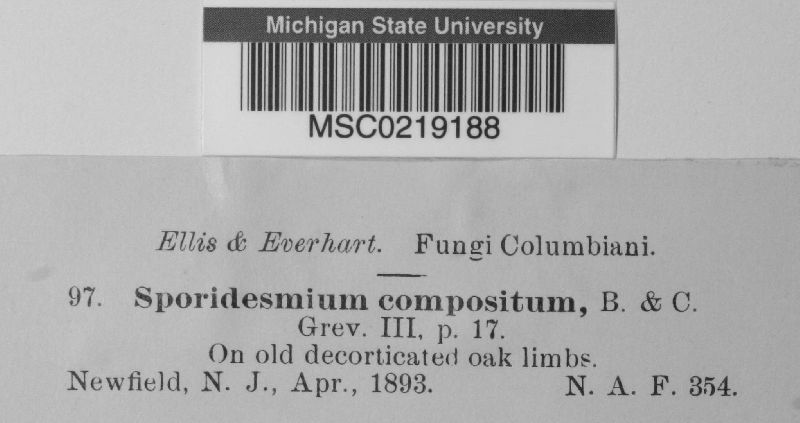 Michigan State University
MSC0219188
Ellis & Everhart. Fungi Columbiani.
97. Sporidesmium compositum, B. & C.
Grev. III, p. 17.
On old decorticated oak limbs.
Newfield, N. J., Apr., 1893. N. A. F. 354.